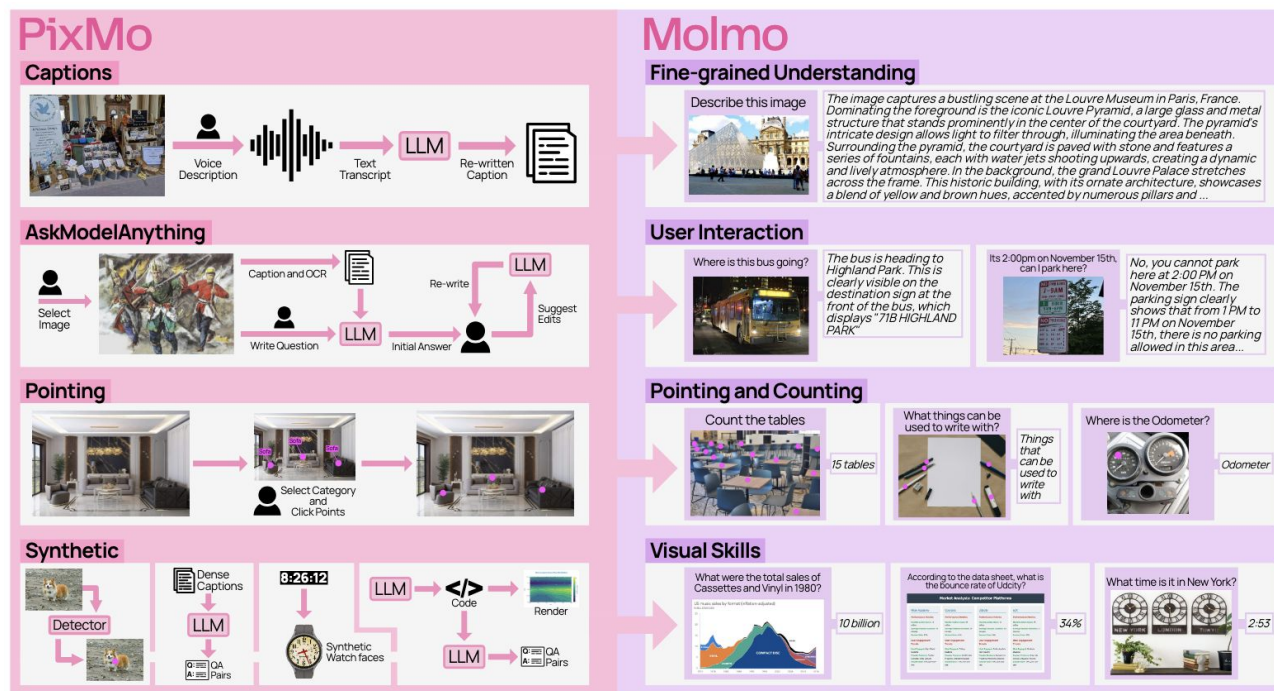 PixMo
Captions
Voice
Description
Text
Transcript
LLM
Re-written
Caption
AskModelAnything
Select
Image
Caption and OCR
Write Question
LLM
Initial Answer
Re-write
LLM
Suggest
Edits
Pointing
Sofa
Sofa
Sofa
Select Category
and
Click Points
Synthetic
Detector
Dense
Captions
LLM
Q:
A:
QA
Pairs
8:26:12
Synthetic
Watch faces
LLM
</>
Code
Render
LLM
Q:
A:
QA
Pairs
Molmo
Fine-grained Understanding
Describe this image
The image captures a bustling scene at the Louvre Museum in Paris, France.
Dominating the foreground is the iconic Louvre Pyramid, a large glass and metal
structure that stands prominently in the center of the courtyard. The pyramid's
intricate design allows light to filter through, illuminating the area beneath.
Surrounding the pyramid, the courtyard is paved with stone and features a
series of fountains, each with water jets shooting upwards, creating a dynamic
and lively atmosphere. In the background, the grand Louvre Palace stretches
across the frame. This historic building, with its ornate architecture, showcases
a blend of yellow and brown hues, accented by numerous pillars and ...
User Interaction
Where is this bus going?
The bus is heading to
Highland Park. This is
clearly visible on the
destination sign at the
front of the bus, which
displays "71B HIGHLAND
PARK"
Its 2:00pm on November 15th,
can I park here?
No, you cannot park
here at 2:00 PM on
November 15th. The
parking sign clearly
shows that from 1 PM to
11 PM on November
15th, there is no parking
allowed in this area...
Pointing and Counting
Count the tables
15 tables
What things can be
used to write with?
Things
that
can be
used to
write
with
Where is the Odometer?
Odometer
Visual Skills
What were the total sales of
Cassettes and Vinyl in 1980?
US music sales by format (inflation-adjusted)
COMPACT DISC
10 billion
According to the data sheet, what is
the bounce rate of Udcity?
Market Analysis: Competitor Platforms
34%
What time is it in New York?
NEW YORK
LONDON
TOKYO
2:53